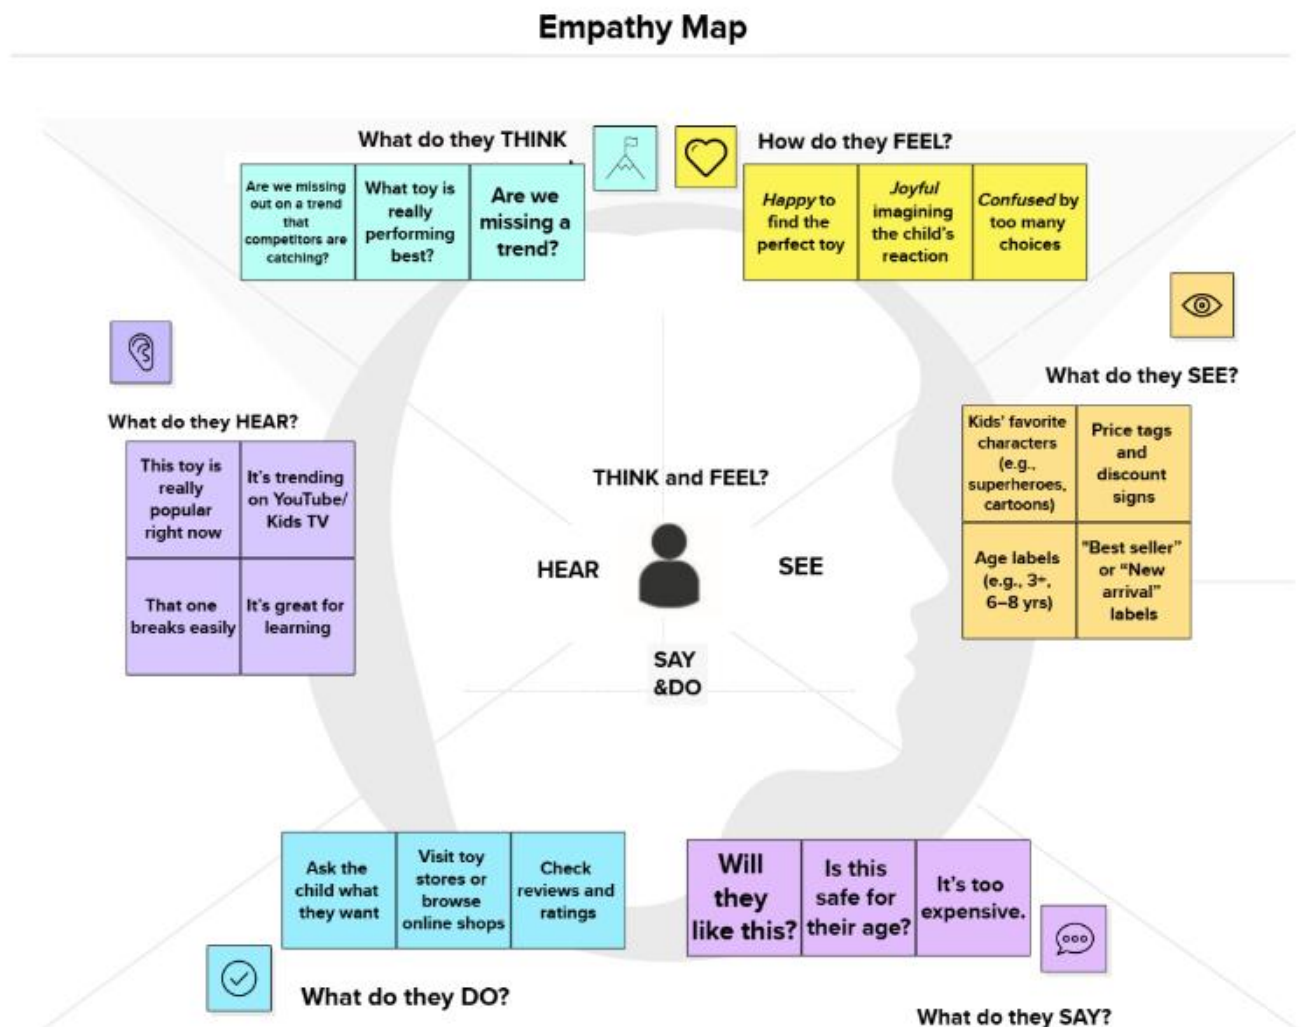 Empathy Map
What do they THINK
Are we missing
out on a trend
that
competitors are
catching?
What toy is
really
performing
best?
Are we
missing a
trend?
How do they FEEL?
Happy to
find the
perfect toy
Joyful
imagining
the child's
reaction
Confused by
too many
choices
What do they HEAR?
This toy is
really
popular
right now
It's trending
on YouTube/
Kids TV
That one
breaks easily
It's great for
learning
THINK and FEEL?
HEAR
SEE
SAY
&DO
What do they SEE?
Kids' favorite
characters
(e.g.,
superheroes,
cartoons)
Price tags
and
discount
signs
Age labels
(e.g., 3+,
6–8 yrs)
"Best seller”
or “New
arrival”
labels
Ask the
child what
they want
Visit toy
stores or
browse
online shops
Check
reviews and
ratings
What do they DO?
Will
they
like this?
Is this
safe for
their age?
It's too
expensive.
What do they SAY?